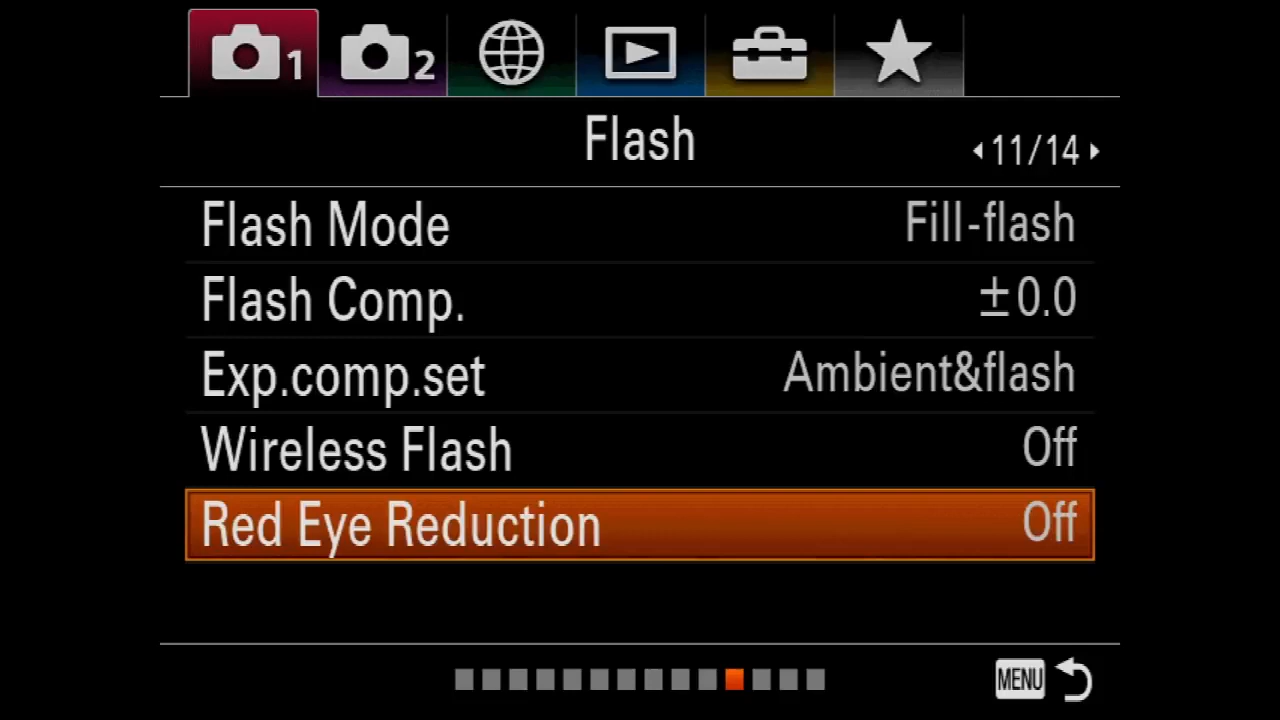 1 2
Flash 11/14
Flash Mode Fill-flash
Flash Comp. ±0.0
Exp.comp.set Ambient&flash
Wireless Flash Off
Red Eye Reduction Off
MENU